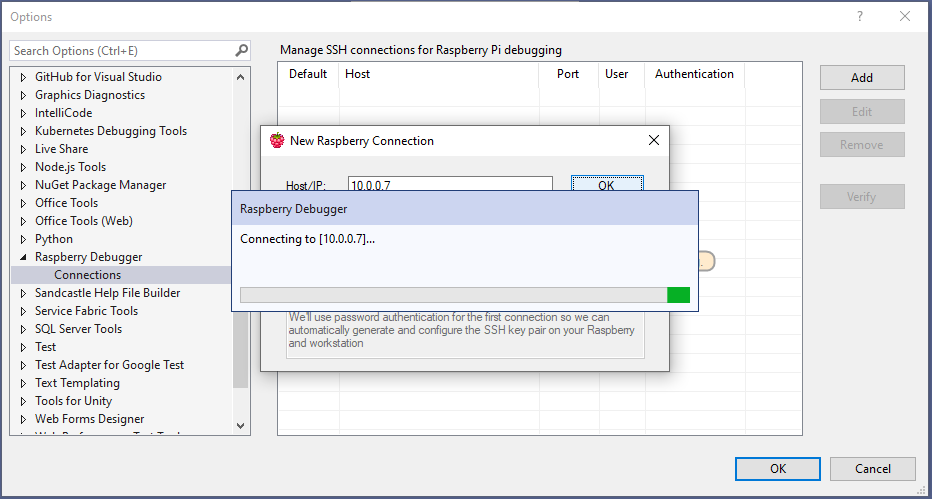 Options
?
Search Options (Ctrl+E)
GitHub for Visual Studio
Graphics Diagnostics
IntelliCode
Kubernetes Debugging Tools
Live Share
Node.js Tools
NuGet Package Manager
Office Tools
Office Tools (Web)
Python
Raspberry Debugger
Connections
Sandcastle Help File Builder
Service Fabric Tools
SQL Server Tools
Test
Test Adapter for Google Test
Text Templating
Tools for Unity
Web Forms Designer
Manage SSH connections for Raspberry Pi debugging
Default Host Port User Authentication
Add
Edit
Remove
Verify
New Raspberry Connection
Host/IP: 10.0.0.7 OK
Raspberry Debugger
Connecting to [10.0.0.7]...
We'll use password authentication for the first connection so we can
automatically generate and configure the SSH key pair on your Raspberry
and workstation
OK Cancel